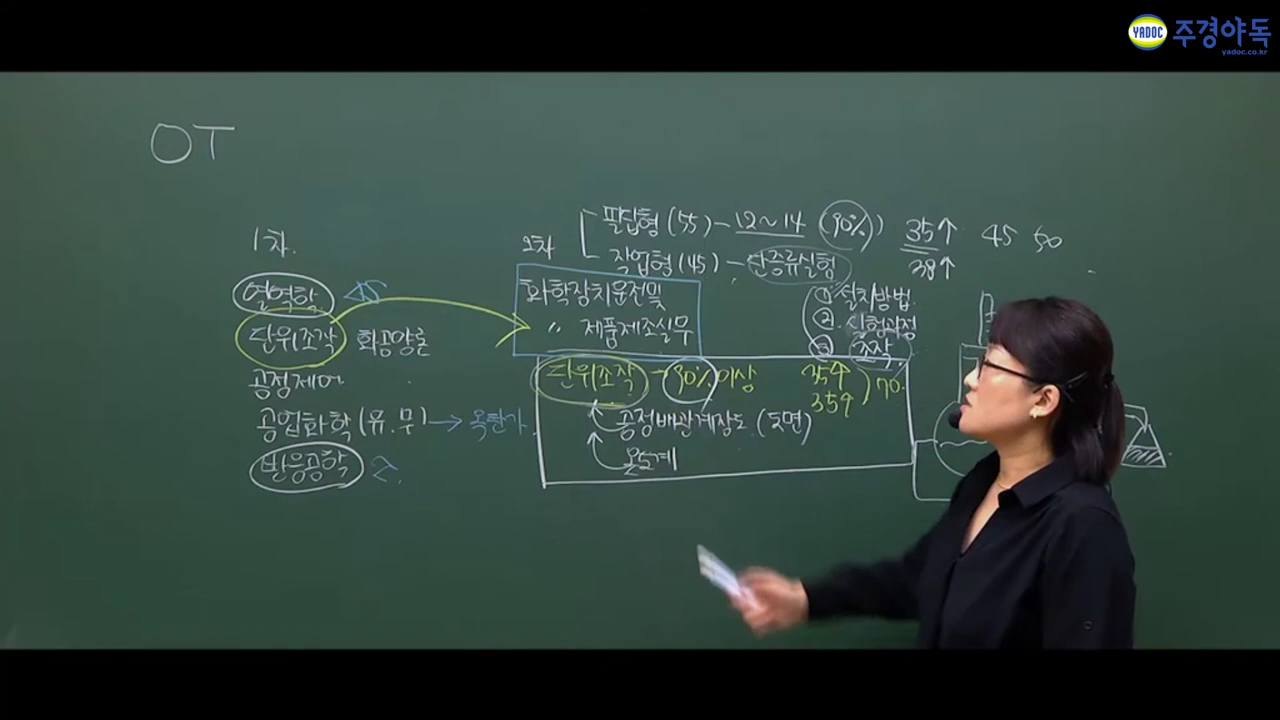 YADOC 주경야독
yadoc.co.kr
OT
1차.
열역학 ΔS
단위조작 화공양론
공정제어
공업화학 (유.무) → 옥탄가
반응공학
2차
필답형 (55) - 12~14 (90%) 35↑ 45 50
작업형 (45) - 단증류실험 38↑
화학장치운전및
〃 제품제조실무
① 설치방법.
② 실험과정
③ 조작.
단위조작 - 90% 이상
35↑
35↑ ) 70.
공정배관계장도 (도면)
온도계